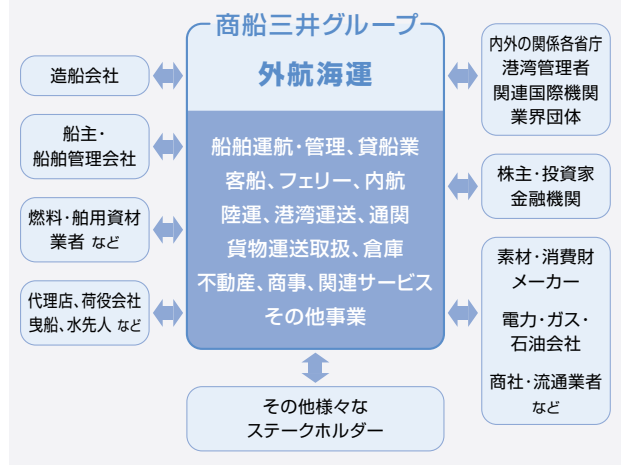 商船三井グループ
外航海運
船舶運航・管理、貸船業
客船、フェリー、内航
陸運、港湾運送、通関
貨物運送取扱、倉庫
不動産、商事、関連サービス
その他事業
造船会社
船主・
船舶管理会社
燃料・舶用資材
業者 など
代理店、荷役会社
曳船、水先人 など
内外の関係各省庁
港湾管理者
関連国際機関
業界団体
株主・投資家
金融機関
素材・消費財
メーカー
電力・ガス・
石油会社
商社・流通業者
など
その他様々な
ステークホルダー